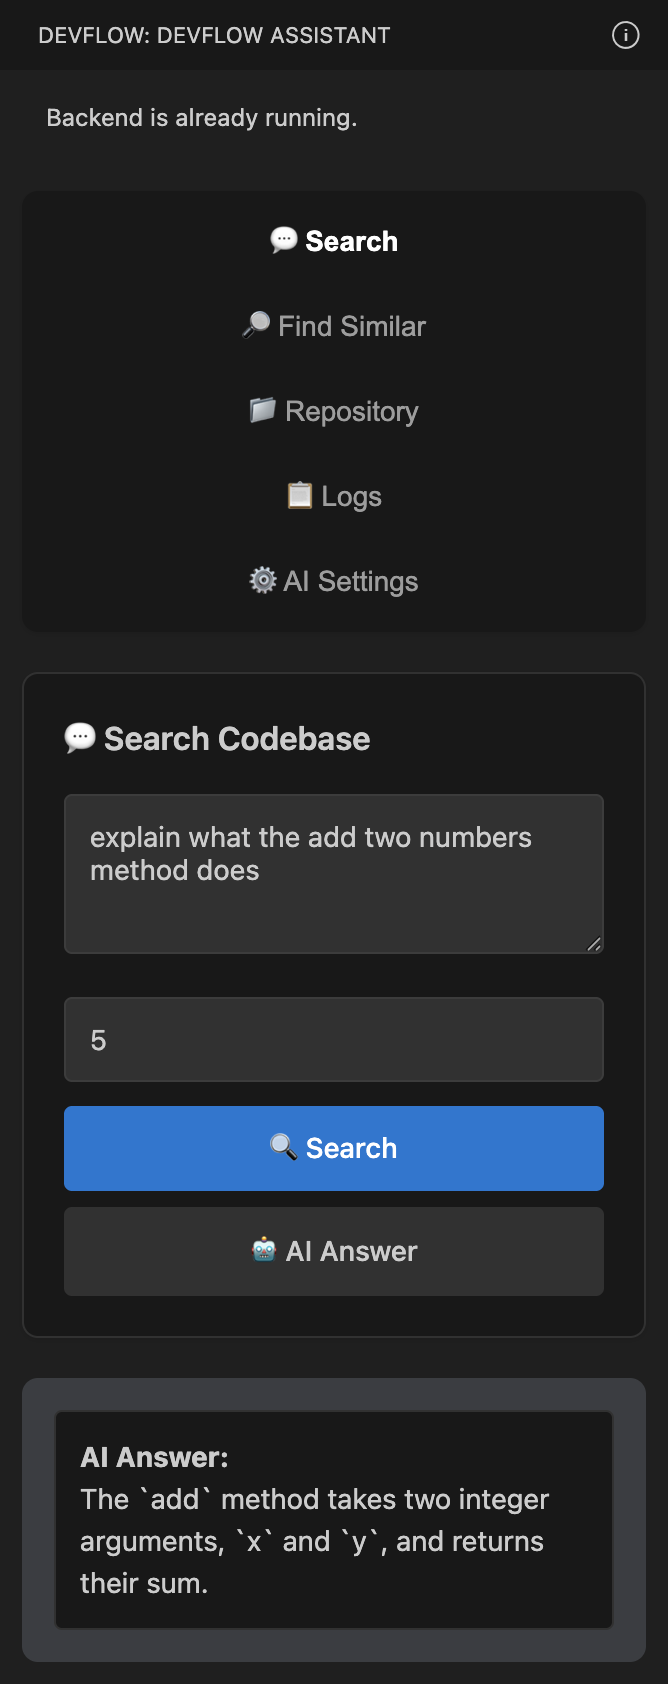 DEVFLOW: DEVFLOW ASSISTANT
Backend is already running.
💬 Search
🔎 Find Similar
📁 Repository
📋 Logs
⚙️ AI Settings
💬 Search Codebase
explain what the add two numbers
method does
5
🔍 Search
🤖 AI Answer
AI Answer:
The `add` method takes two integer
arguments, `x` and `y`, and returns
their sum.